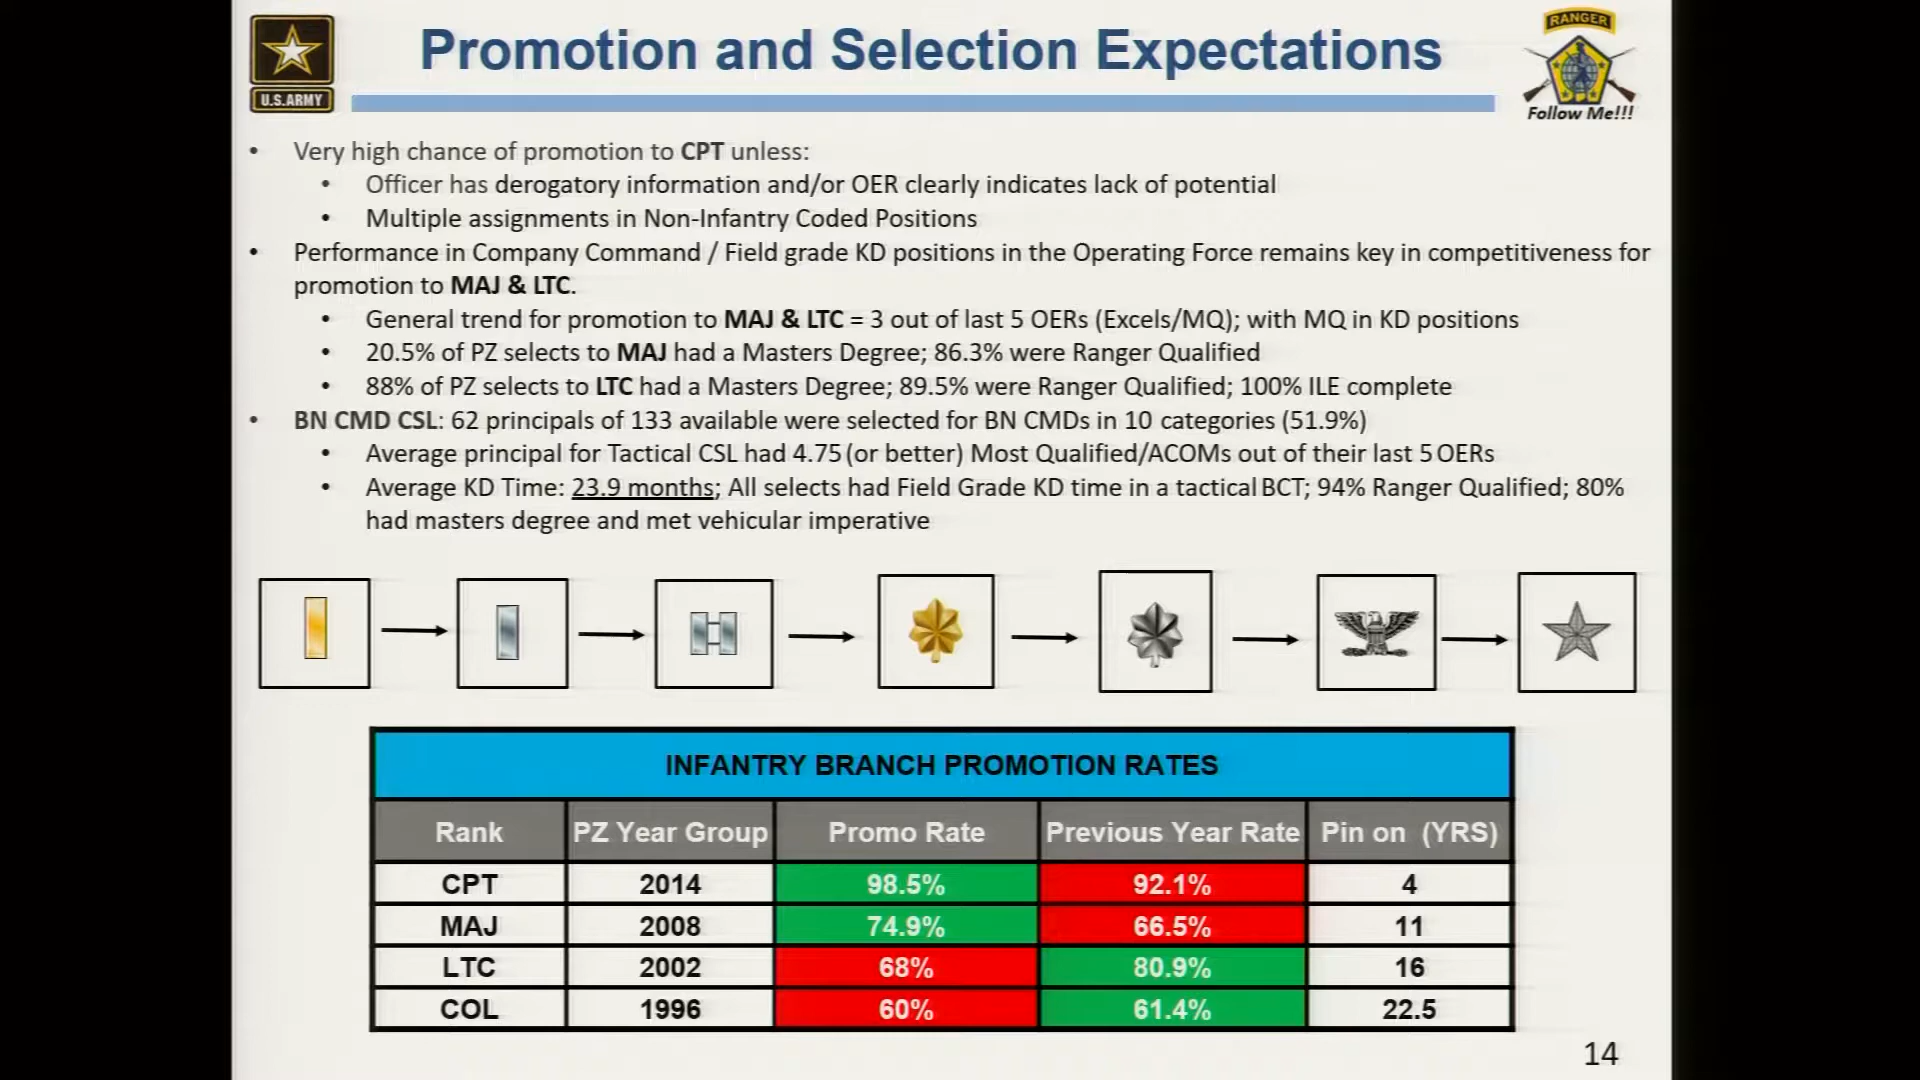 Promotion and Selection Expectations
U.S.ARMY
RANGER
Follow Me!!!
• Very high chance of promotion to CPT unless:
• Officer has derogatory information and/or OER clearly indicates lack of potential
• Multiple assignments in Non-Infantry Coded Positions
• Performance in Company Command / Field grade KD positions in the Operating Force remains key in competitiveness for
promotion to MAJ & LTC.
• General trend for promotion to MAJ & LTC = 3 out of last 5 OERs (Excels/MQ); with MQ in KD positions
• 20.5% of PZ selects to MAJ had a Masters Degree; 86.3% were Ranger Qualified
• 88% of PZ selects to LTC had a Masters Degree; 89.5% were Ranger Qualified; 100% ILE complete
• BN CMD CSL: 62 principals of 133 available were selected for BN CMDs in 10 categories (51.9%)
• Average principal for Tactical CSL had 4.75 (or better) Most Qualified/ACOMs out of their last 5 OERs
• Average KD Time: 23.9 months; All selects had Field Grade KD time in a tactical BCT; 94% Ranger Qualified; 80%
had masters degree and met vehicular imperative
INFANTRY BRANCH PROMOTION RATES
Rank PZ Year Group Promo Rate Previous Year Rate Pin on (YRS)
CPT 2014 98.5% 92.1% 4
MAJ 2008 74.9% 66.5% 11
LTC 2002 68% 80.9% 16
COL 1996 60% 61.4% 22.5
14